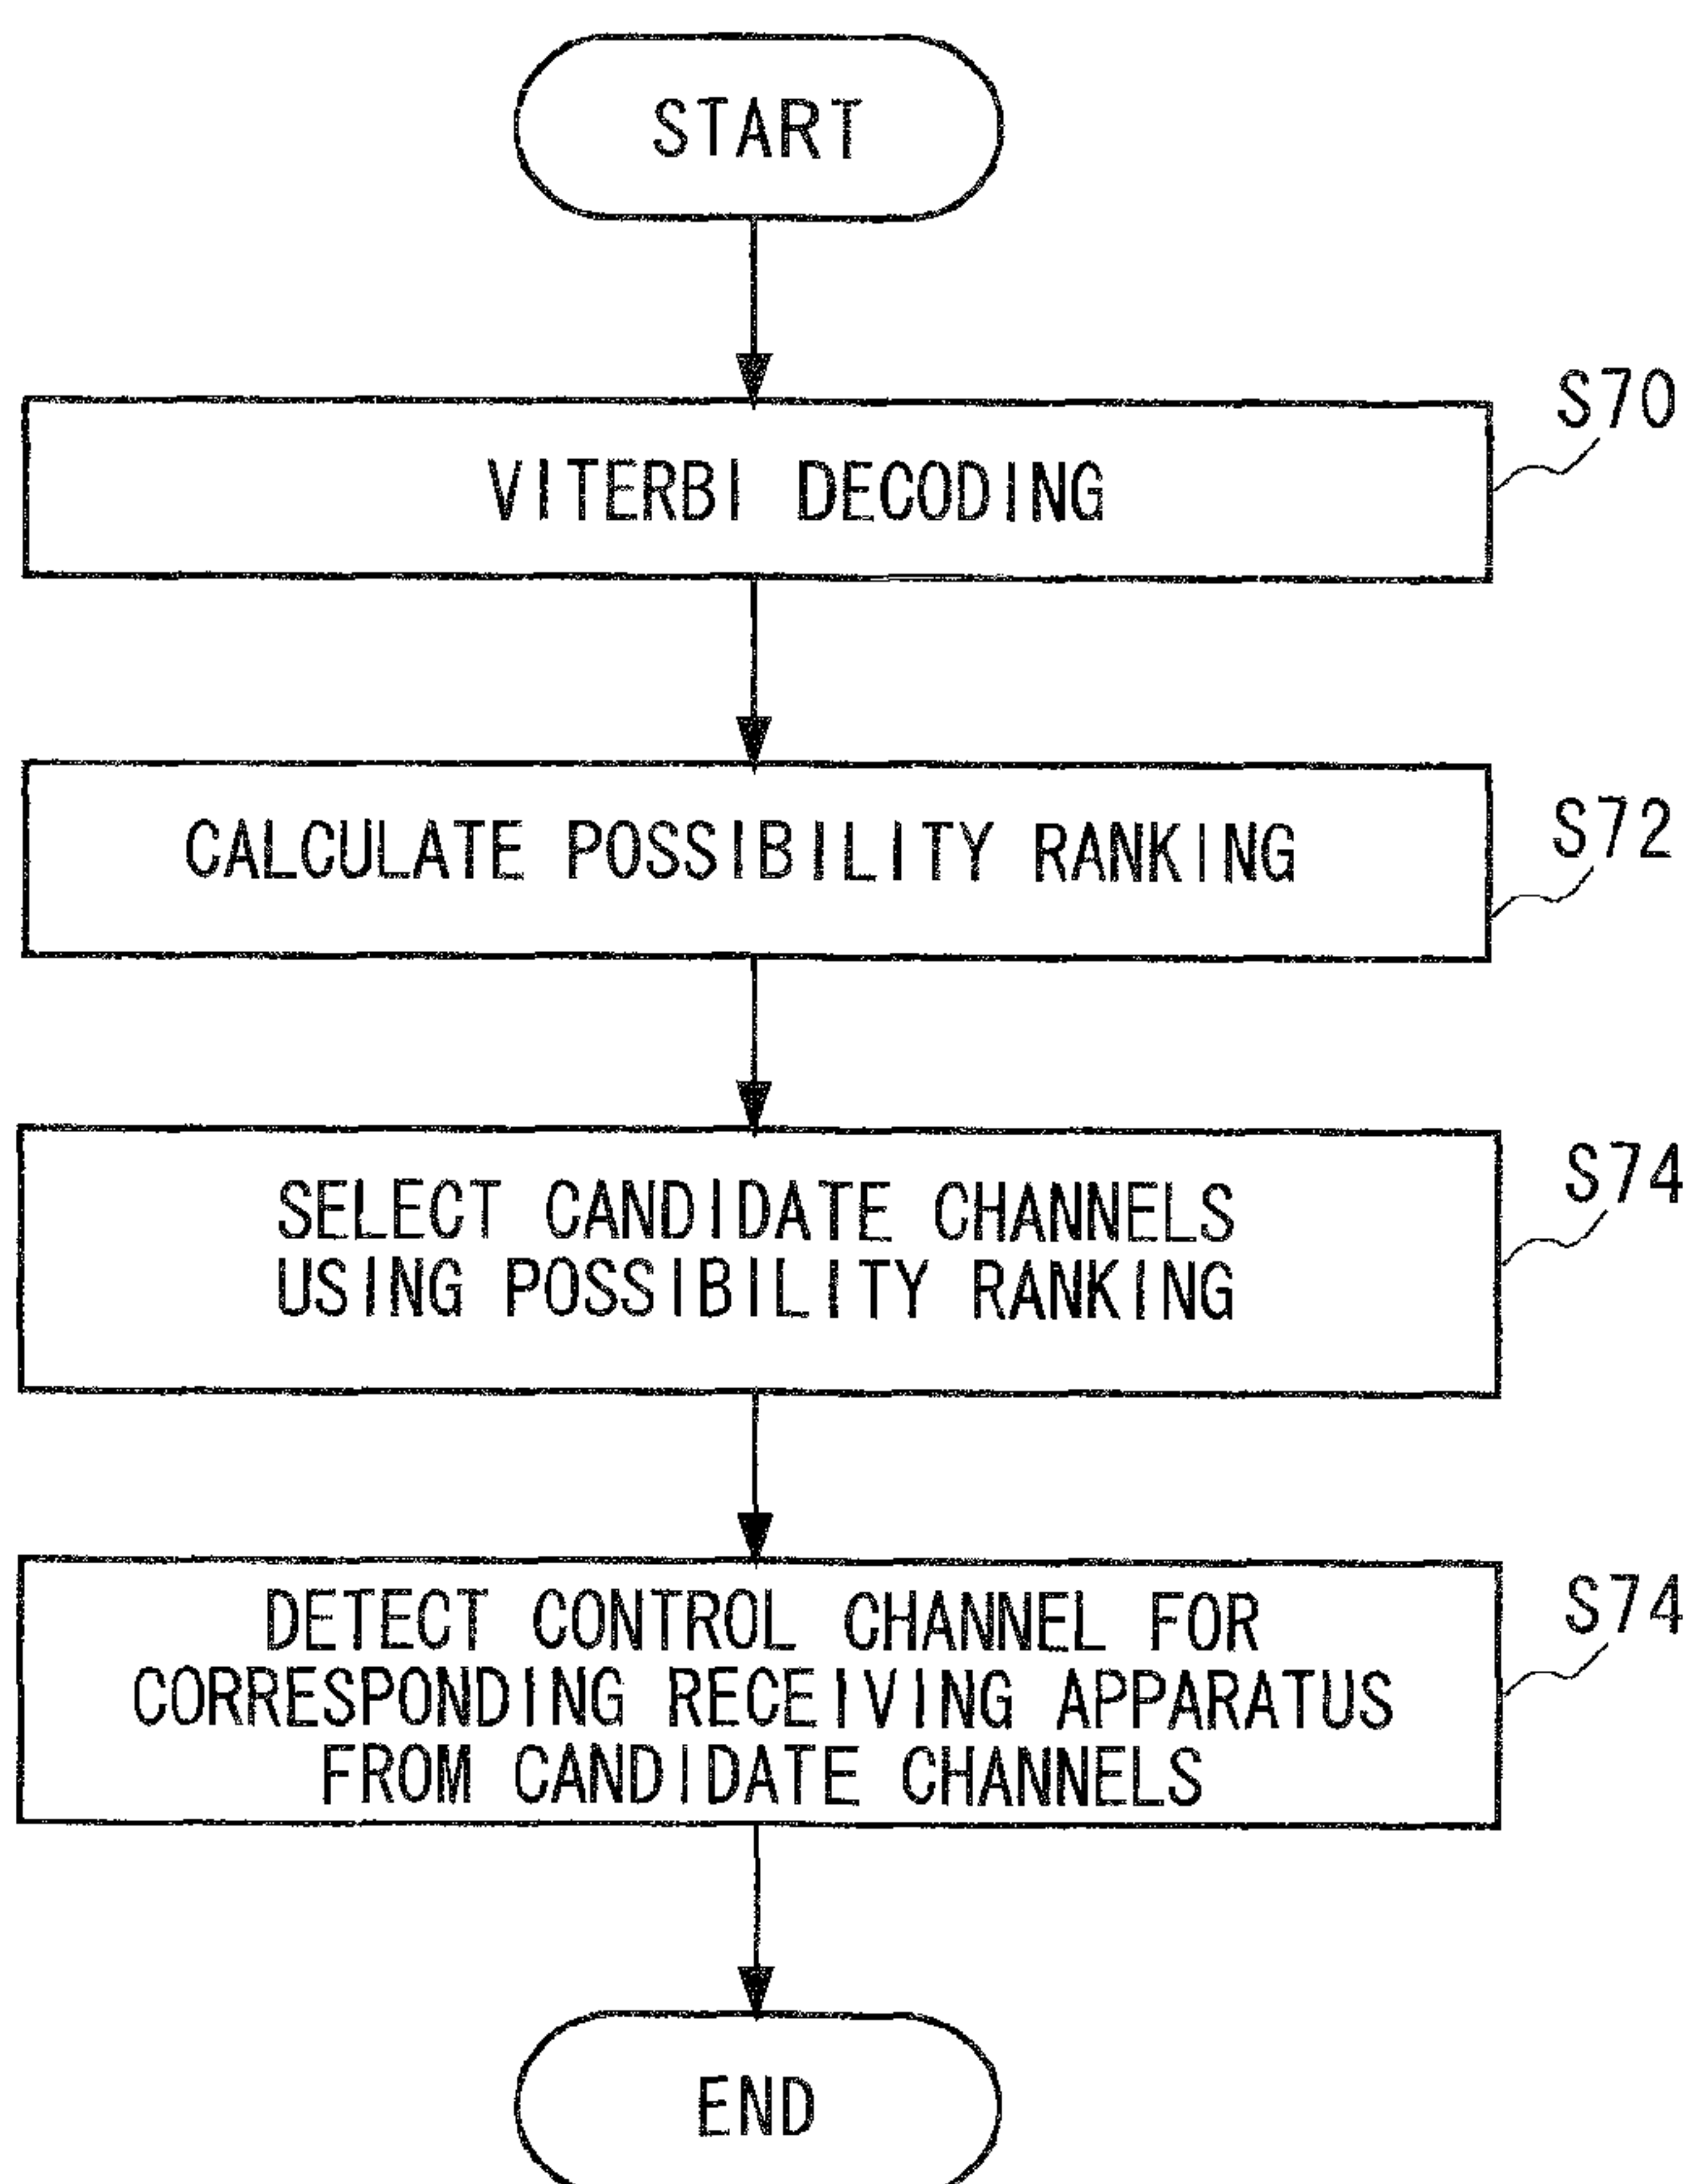 START
S70
VITERBI DECODING
S72
CALCULATE POSSIBILITY RANKING
S74
SELECT CANDIDATE CHANNELS
USING POSSIBILITY RANKING
S74
DETECT CONTROL CHANNEL FOR
CORRESPONDING RECEIVING APPARATUS
FROM CANDIDATE CHANNELS
END